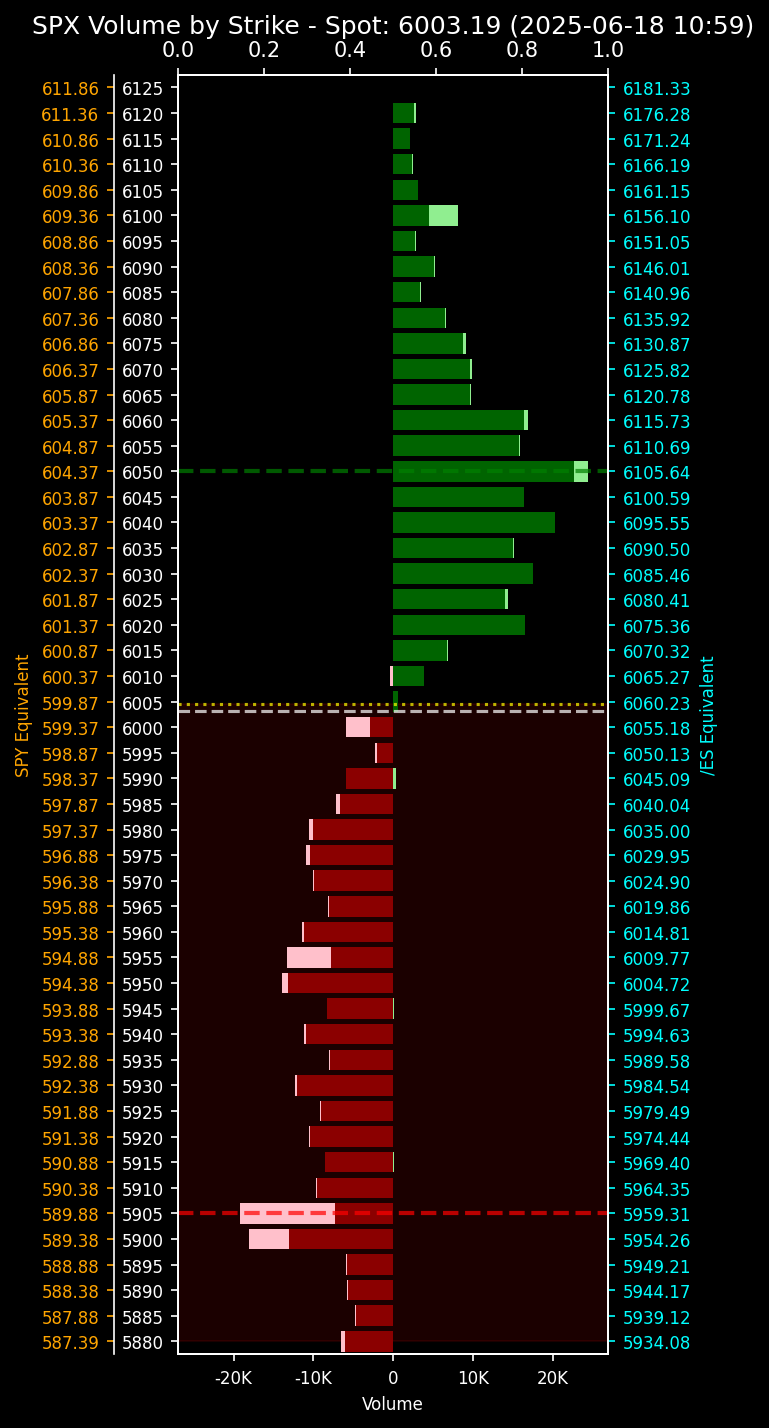 SPX Volume by Strike - Spot: 6003.19 (2025-06-18 10:59)
0.0 0.2 0.4 0.6 0.8 1.0
611.86 6125 6181.33
611.36 6120 6176.28
610.86 6115 6171.24
610.36 6110 6166.19
609.86 6105 6161.15
609.36 6100 6156.10
608.86 6095 6151.05
608.36 6090 6146.01
607.86 6085 6140.96
607.36 6080 6135.92
606.86 6075 6130.87
606.37 6070 6125.82
605.87 6065 6120.78
605.37 6060 6115.73
604.87 6055 6110.69
604.37 6050 6105.64
603.87 6045 6100.59
603.37 6040 6095.55
602.87 6035 6090.50
602.37 6030 6085.46
601.87 6025 6080.41
601.37 6020 6075.36
600.87 6015 6070.32
600.37 6010 6065.27
599.87 6005 6060.23
599.37 6000 6055.18
598.87 5995 6050.13
598.37 5990 6045.09
597.87 5985 6040.04
597.37 5980 6035.00
596.88 5975 6029.95
596.38 5970 6024.90
595.88 5965 6019.86
595.38 5960 6014.81
594.88 5955 6009.77
594.38 5950 6004.72
593.88 5945 5999.67
593.38 5940 5994.63
592.88 5935 5989.58
592.38 5930 5984.54
591.88 5925 5979.49
591.38 5920 5974.44
590.88 5915 5969.40
590.38 5910 5964.35
589.88 5905 5959.31
589.38 5900 5954.26
588.88 5895 5949.21
588.38 5890 5944.17
587.88 5885 5939.12
587.39 5880 5934.08
SPY Equivalent
/ES Equivalent
-20K -10K 0 10K 20K
Volume